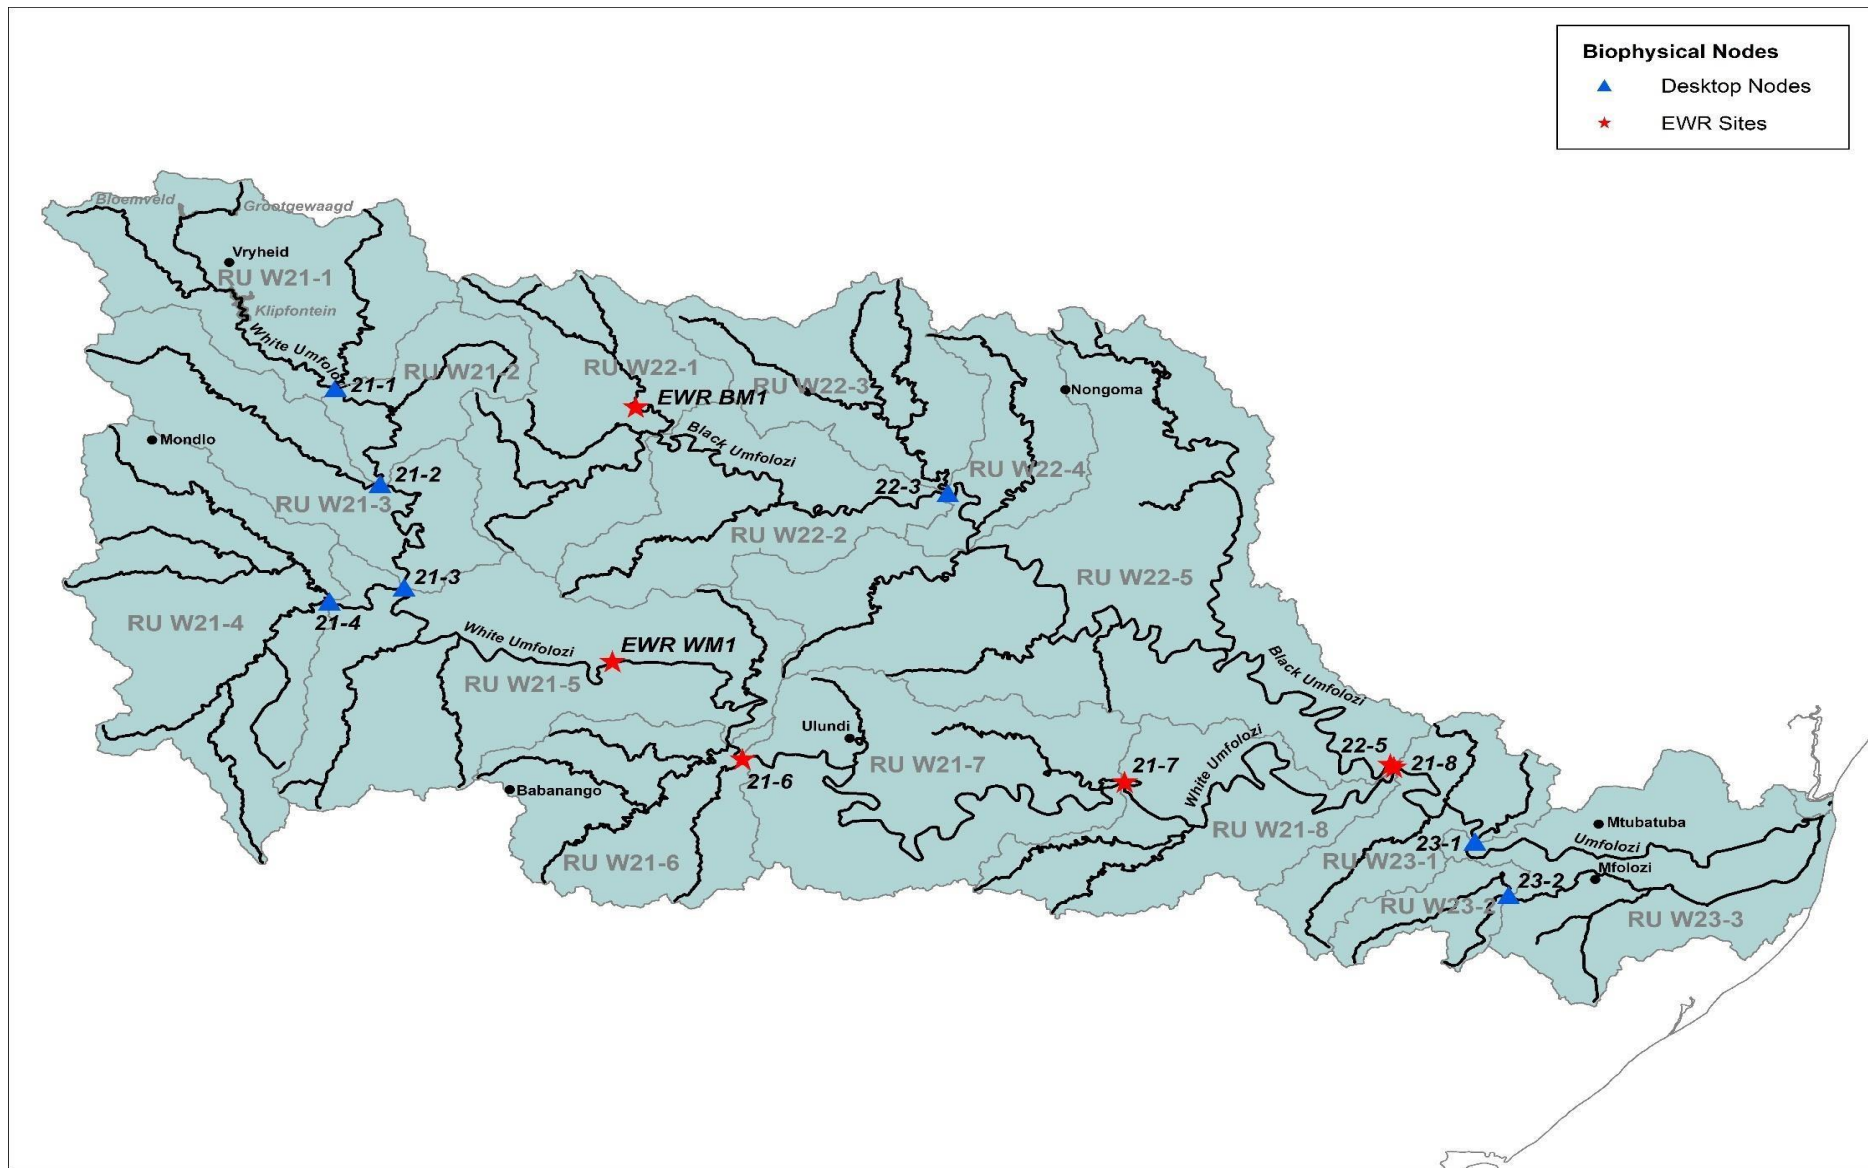 Biophysical Nodes
Desktop Nodes
EWR Sites
Bloemveld
Grootgewaagd
Vryheid
RU W21-1
Klipfontein
White Umfolozi
21-1
RU W21-2
RU W22-1
RU W22-3
EWR BM1
Nongoma
Mondlo
Black Umfolozi
21-2
RU W21-3
22-3
RU W22-4
RU W22-2
21-3
RU W22-5
21-4
RU W21-4
White Umfolozi
EWR WM1
RU W21-5
Black Umfolozi
Ulundi
21-6
RU W21-7
21-7
White Umfolozi
22-5
21-8
Babanango
RU W21-6
RU W21-8
Mtubatuba
23-1
Umfolozi
RU W23-1
Mfolozi
23-2
RU W23-2
RU W23-3